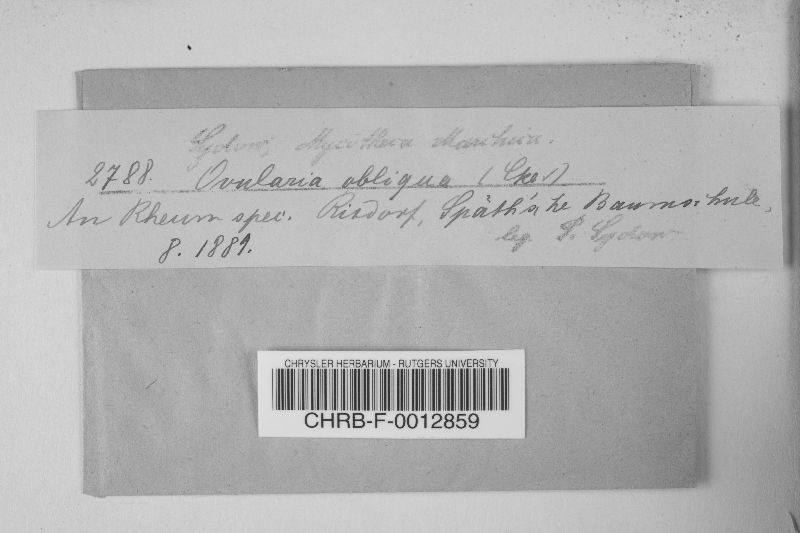 Sydow, Mycotheca Marchica.
2788. Ovularia obliqua (Cke.)
An Rheum spec. Rixdorf, Späth'sche Baumschule.
8. 1889. leg. P. Sydow
CHRYSLER HERBARIUM - RUTGERS UNIVERSITY
CHRB-F-0012859